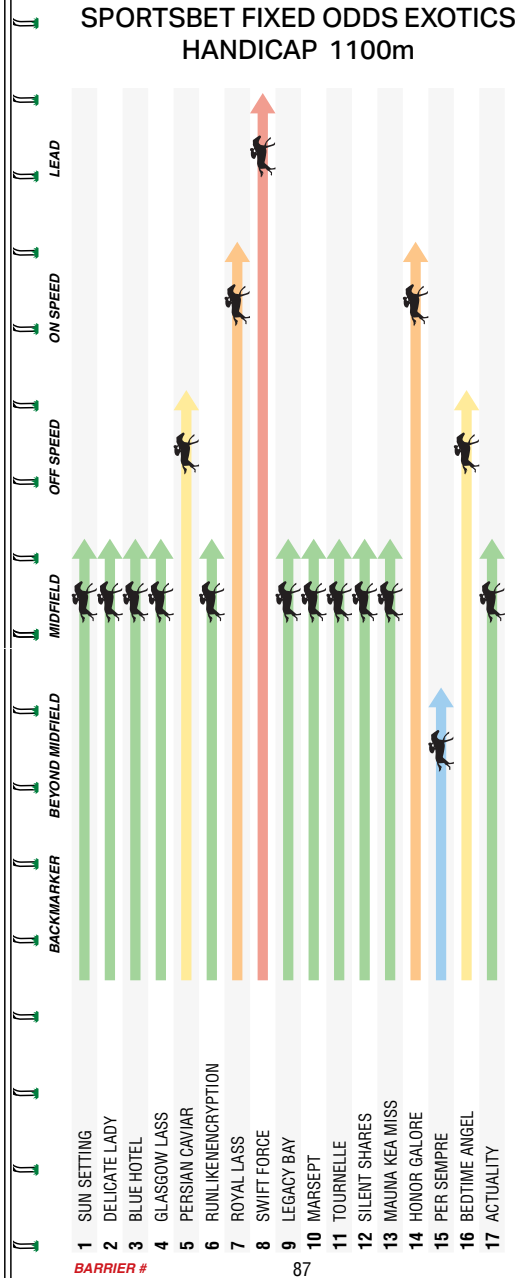 SPORTSBET FIXED ODDS EXOTICS
HANDICAP 1100m
LEAD
ON SPEED
OFF SPEED
MIDFIELD
BEYOND MIDFIELD
BACKMARKER
1 SUN SETTING
2 DELICATE LADY
3 BLUE HOTEL
4 GLASGOW LASS
5 PERSIAN CAVIAR
6 RUNLIKENENCRYPTION
7 ROYAL LASS
8 SWIFT FORCE
9 LEGACY BAY
10 MARSEPT
11 TOURNELLE
12 SILENT SHARES
13 MAUNA KEA MISS
14 HONOR GALORE
15 PER SEMPRE
16 BEDTIME ANGEL
17 ACTUALITY
BARRIER #
87